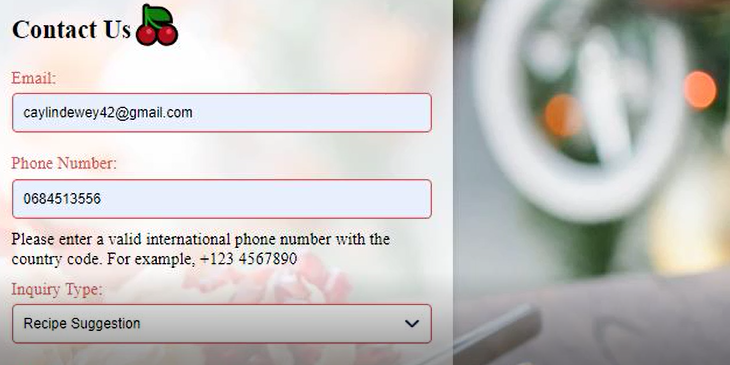 Contact Us
Email:
caylindewey42@gmail.com
Phone Number:
0684513556
Please enter a valid international phone number with the
country code. For example, +123 4567890
Inquiry Type:
Recipe Suggestion